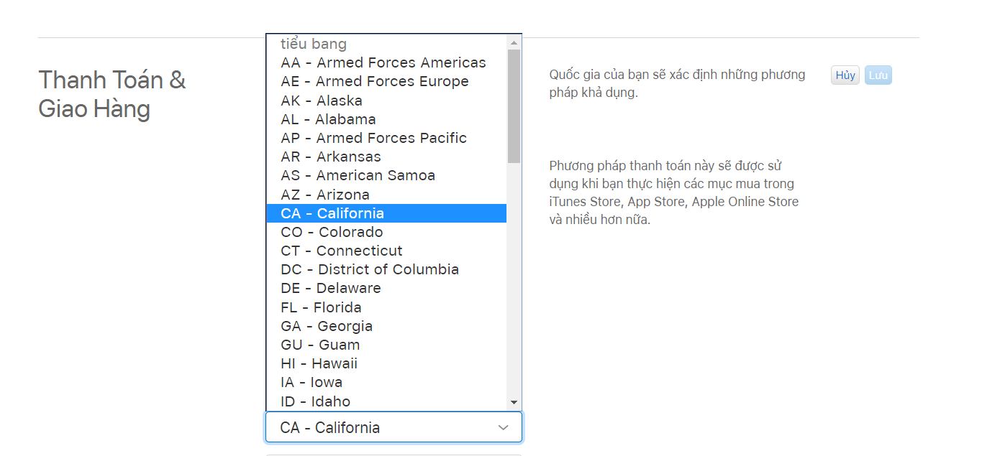 Thanh Toán &
Giao Hàng
tiểu bang
AA - Armed Forces Americas
AE - Armed Forces Europe
AK - Alaska
AL - Alabama
AP - Armed Forces Pacific
AR - Arkansas
AS - American Samoa
AZ - Arizona
CA - California
CO - Colorado
CT - Connecticut
DC - District of Columbia
DE - Delaware
FL - Florida
GA - Georgia
GU - Guam
HI - Hawaii
IA - Iowa
ID - Idaho
CA - California
Quốc gia của bạn sẽ xác định những phương
pháp khả dụng.
Phương pháp thanh toán này sẽ được sử
dụng khi bạn thực hiện các mục mua trong
iTunes Store, App Store, Apple Online Store
và nhiều hơn nữa.
Hủy Lưu